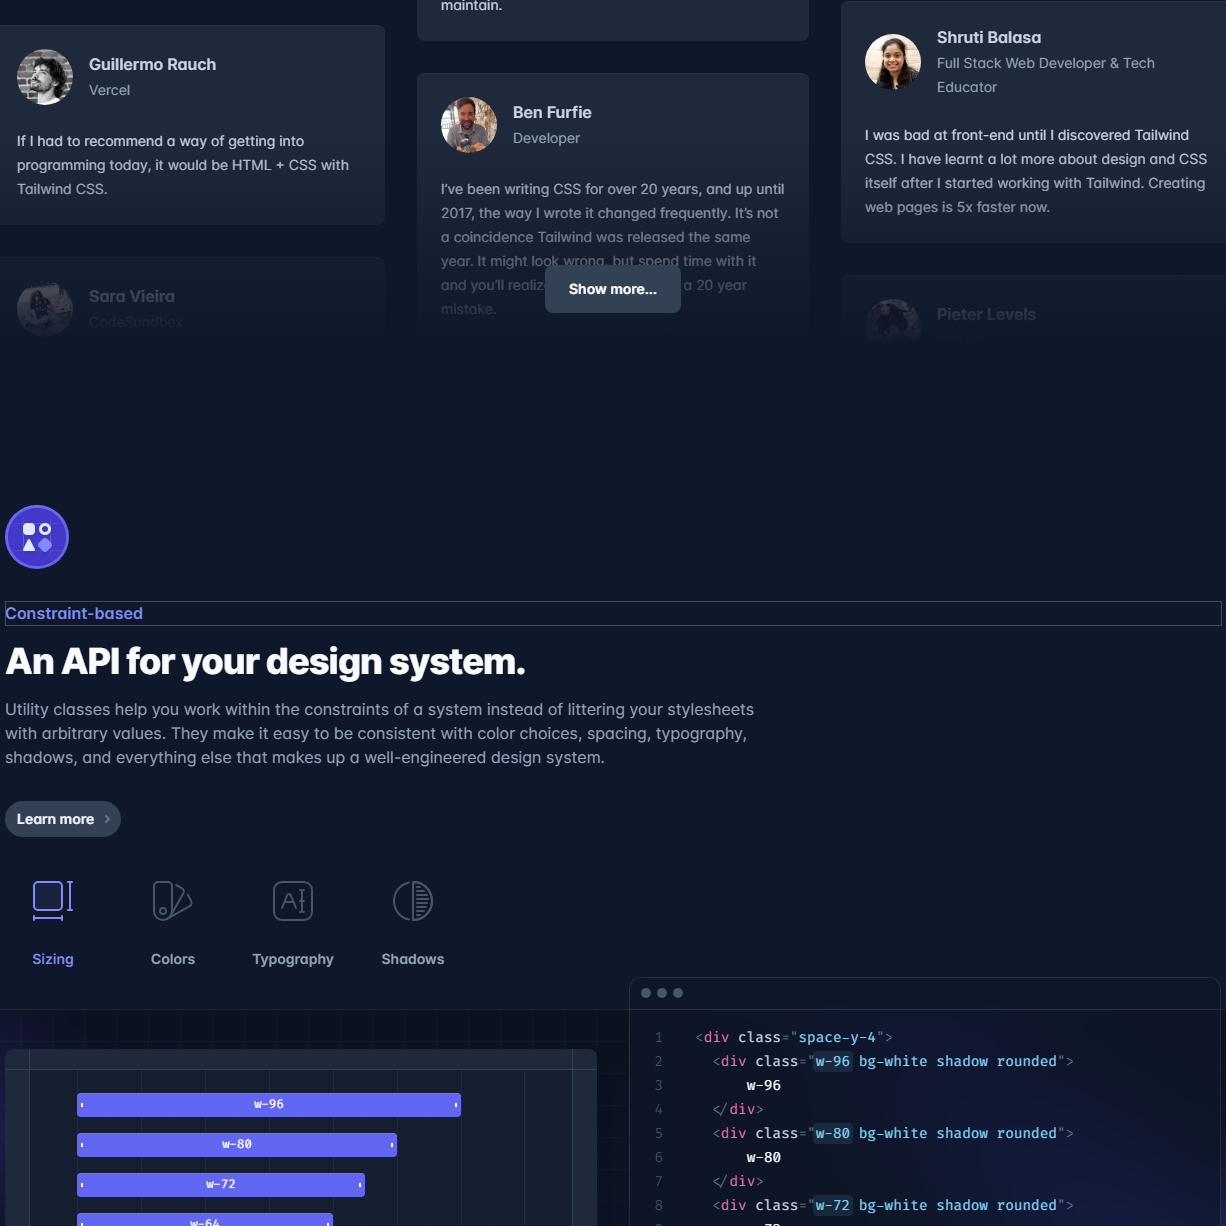 maintain.
Guillermo Rauch
Vercel
If I had to recommend a way of getting into
programming today, it would be HTML + CSS with
Tailwind CSS.
Sara Vieira
CodeSandbox
Ben Furfie
Developer
I've been writing CSS for over 20 years, and up until
2017, the way I wrote it changed frequently. It's not
a coincidence Tailwind was released the same
year. It might look wrong, but spend time with it
and you'll realiz a 20 year
mistake.
Show more...
Shruti Balasa
Full Stack Web Developer & Tech
Educator
I was bad at front-end until I discovered Tailwind
CSS. I have learnt a lot more about design and CSS
itself after I started working with Tailwind. Creating
web pages is 5x faster now.
Pieter Levels
Constraint-based
An API for your design system.
Utility classes help you work within the constraints of a system instead of littering your stylesheets
with arbitrary values. They make it easy to be consistent with color choices, spacing, typography,
shadows, and everything else that makes up a well-engineered design system.
Learn more
Sizing
Colors
Typography
Shadows
w-96
w-80
w-72
w-64
1 <div class="space-y-4">
2 <div class="w-96 bg-white shadow rounded">
3 w-96
4 </div>
5 <div class="w-80 bg-white shadow rounded">
6 w-80
7 </div>
8 <div class="w-72 bg-white shadow rounded">
9 w-72